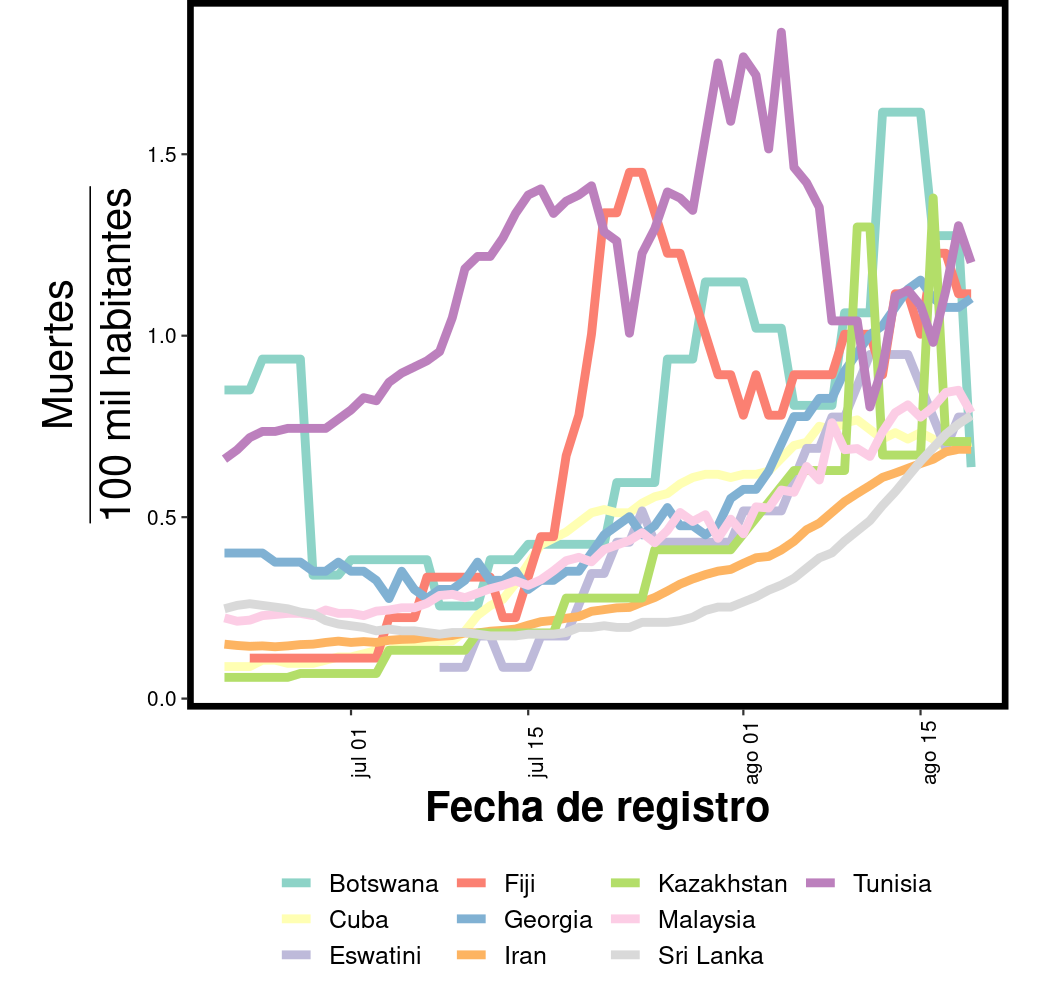 Muertes
100 mil habitantes
1.5
1.0
0.5
0.0
jul 01
jul 15
ago 01
ago 15
Fecha de registro
Botswana Fiji Kazakhstan Tunisia
Cuba Georgia Malaysia
Eswatini Iran Sri Lanka